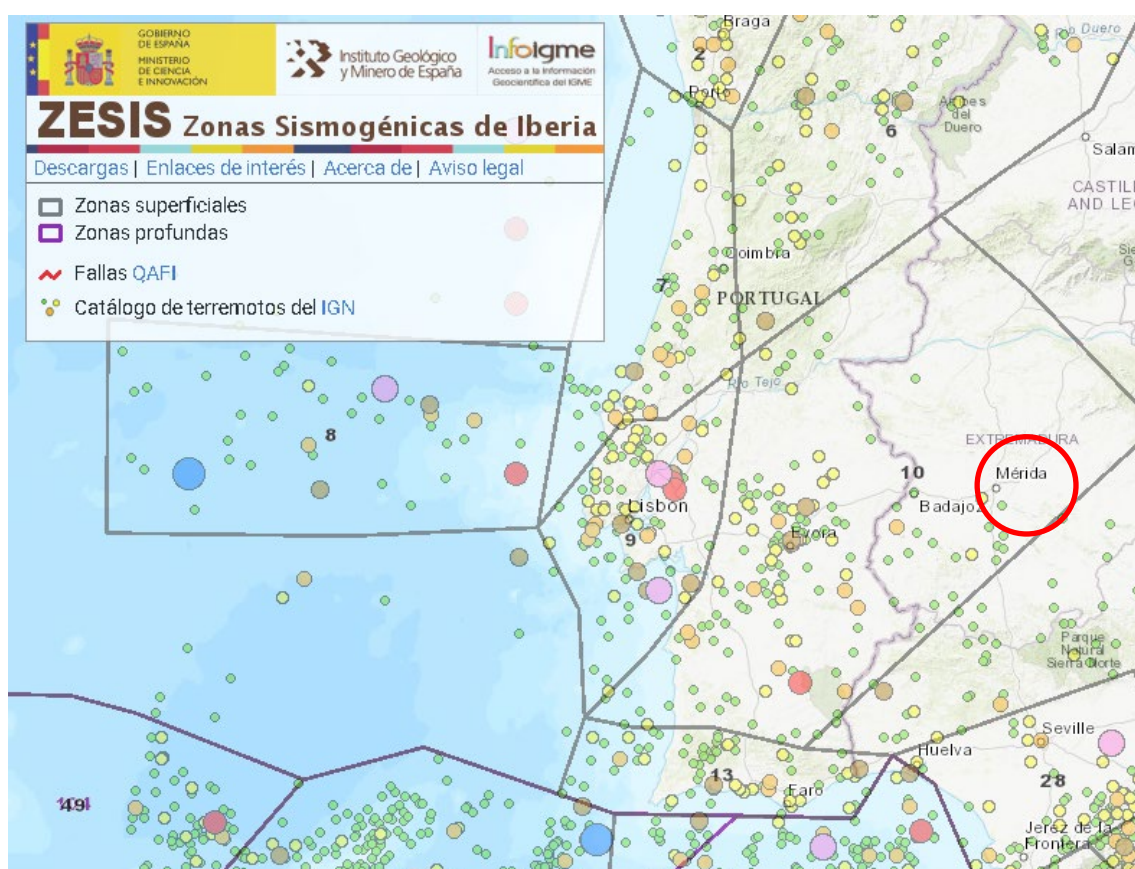 GOBIERNO
DE ESPAÑA
MINISTERIO
DE CIENCIA
E INNOVACIÓN
Instituto Geológico
y Minero de España
InfoIgme
Acceso a la Información
Geocientífica del IGME
ZESIS Zonas Sismogénicas de Iberia
Descargas | Enlaces de interés | Acerca de | Aviso legal
Zonas superficiales
Zonas profundas
Fallas QAFI
Catálogo de terremotos del IGN
Braga
Rio Duero
2
Porto
6
del
Duero
Salam
CASTIL
AND LE
Coimbra
7
PORTUGAL
Rio Tejo
8
EXTREMADURA
10
Mérida
Badajoz
Lisbon
9
Evora
Parque
Natural
Sierra Norte
Seville
Huelva
13
28
Faro
49
Jerez de la
Frontera